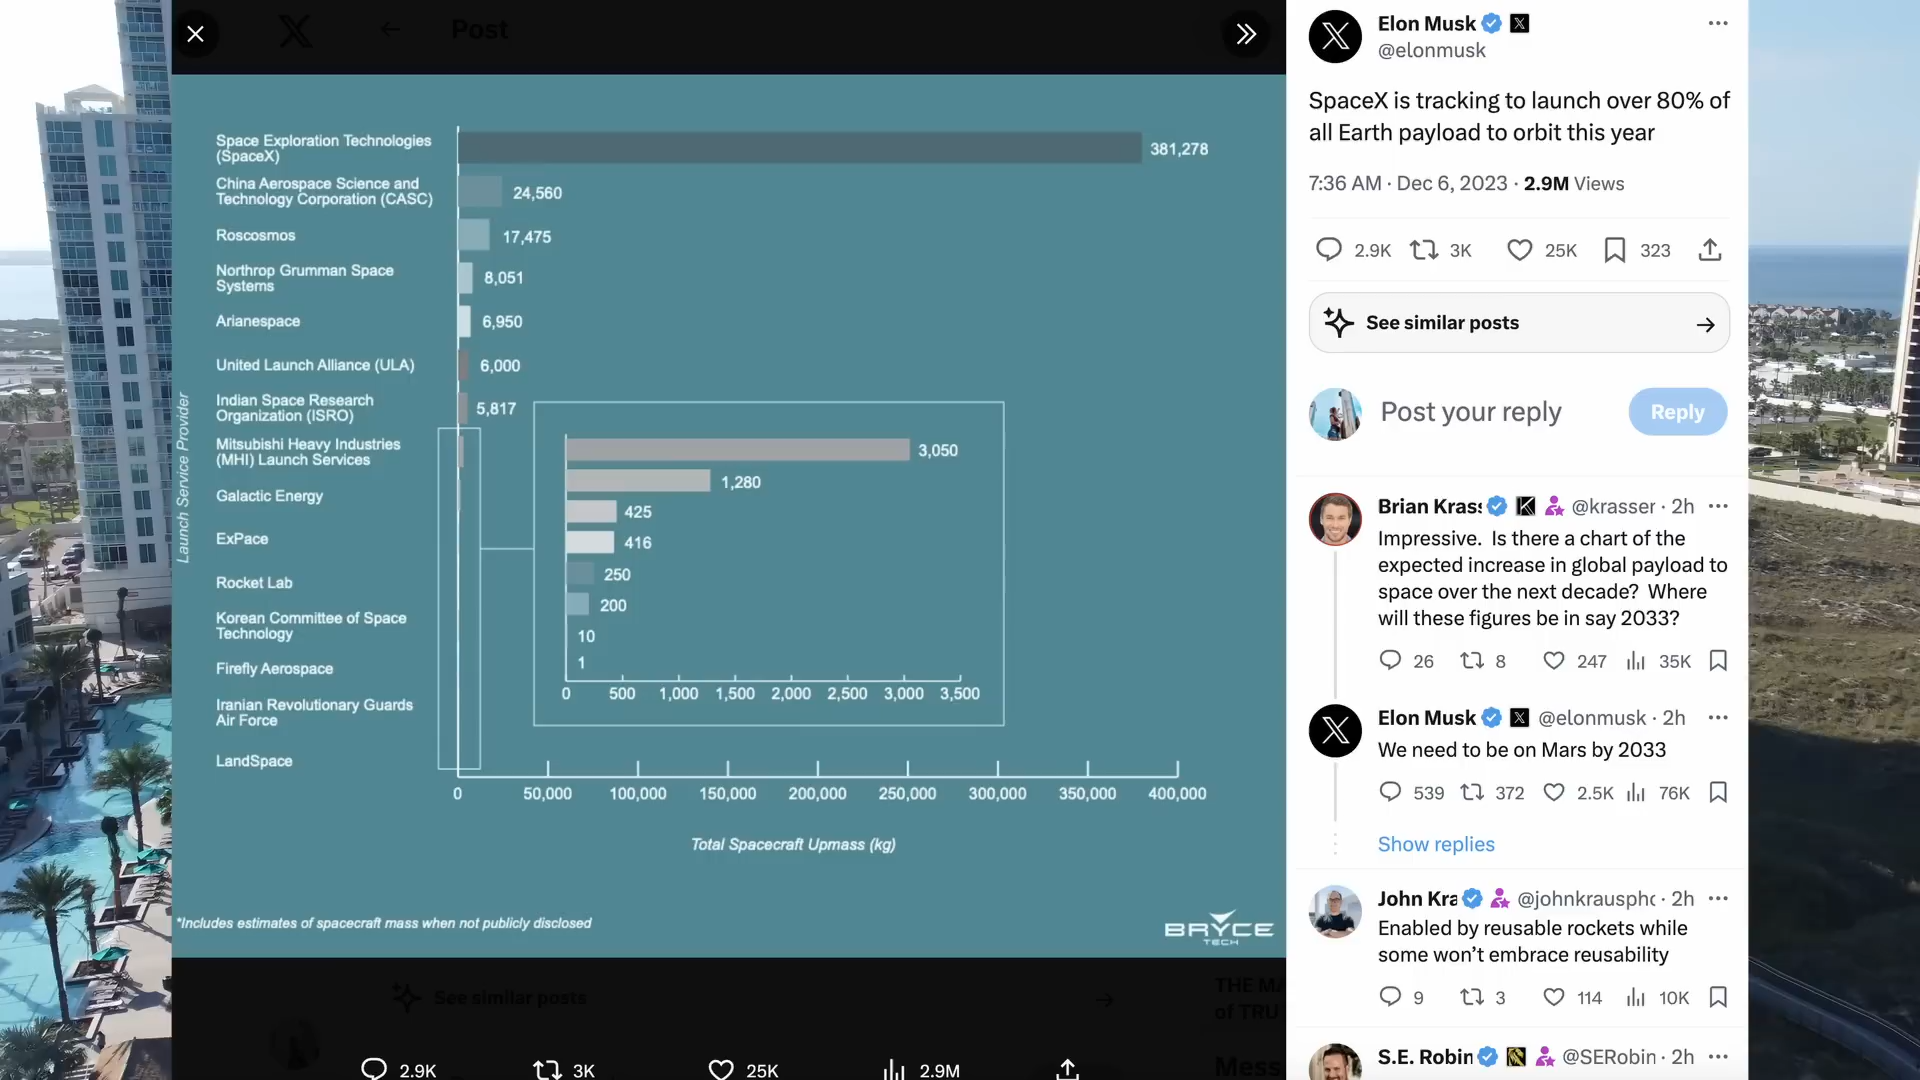 Post
Space Exploration Technologies
(SpaceX)
381,278
China Aerospace Science and
Technology Corporation (CASC)
24,560
Roscosmos
17,475
Northrop Grumman Space
Systems
8,051
Arianespace
6,950
United Launch Alliance (ULA)
6,000
Indian Space Research
Organization (ISRO)
5,817
Mitsubishi Heavy Industries
(MHI) Launch Services
Galactic Energy
ExPace
Rocket Lab
Korean Committee of Space
Technology
Firefly Aerospace
Iranian Revolutionary Guards
Air Force
LandSpace
Launch Service Provider
3,050
1,280
425
416
250
200
10
1
0 500 1,000 1,500 2,000 2,500 3,000 3,500
0 50,000 100,000 150,000 200,000 250,000 300,000 350,000 400,000
Total Spacecraft Upmass (kg)
*Includes estimates of spacecraft mass when not publicly disclosed
BRYCE
TECH
See similar posts
THE MA
of TRU
Mess
2.9K 3K 25K 2.9M
Elon Musk
@elonmusk
SpaceX is tracking to launch over 80% of
all Earth payload to orbit this year
7:36 AM · Dec 6, 2023 · 2.9M Views
2.9K 3K 25K 323
See similar posts
Post your reply
Reply
Brian Kras @krasser · 2h
Impressive. Is there a chart of the
expected increase in global payload to
space over the next decade? Where
will these figures be in say 2033?
26 8 247 35K
Elon Musk @elonmusk · 2h
We need to be on Mars by 2033
539 372 2.5K 76K
Show replies
John Kra @johnkrausphc · 2h
Enabled by reusable rockets while
some won’t embrace reusability
9 3 114 10K
S.E. Robin @SERobin · 2h